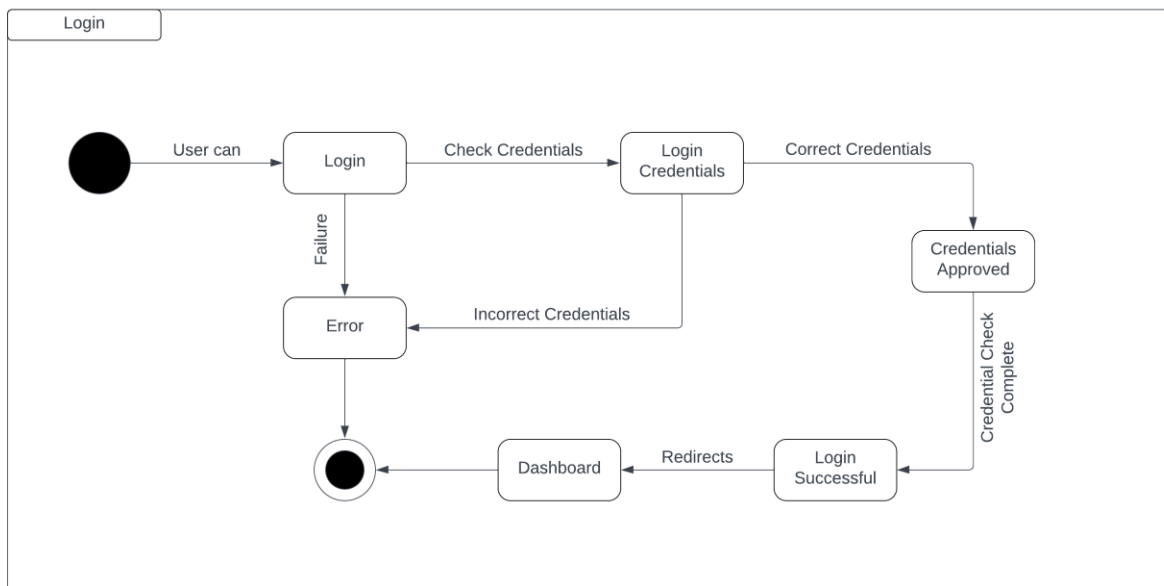 Login
User can
Login
Check Credentials
Login
Credentials
Correct Credentials
Failure
Credentials
Approved
Error
Incorrect Credentials
Credential Check
Complete
Dashboard
Redirects
Login
Successful